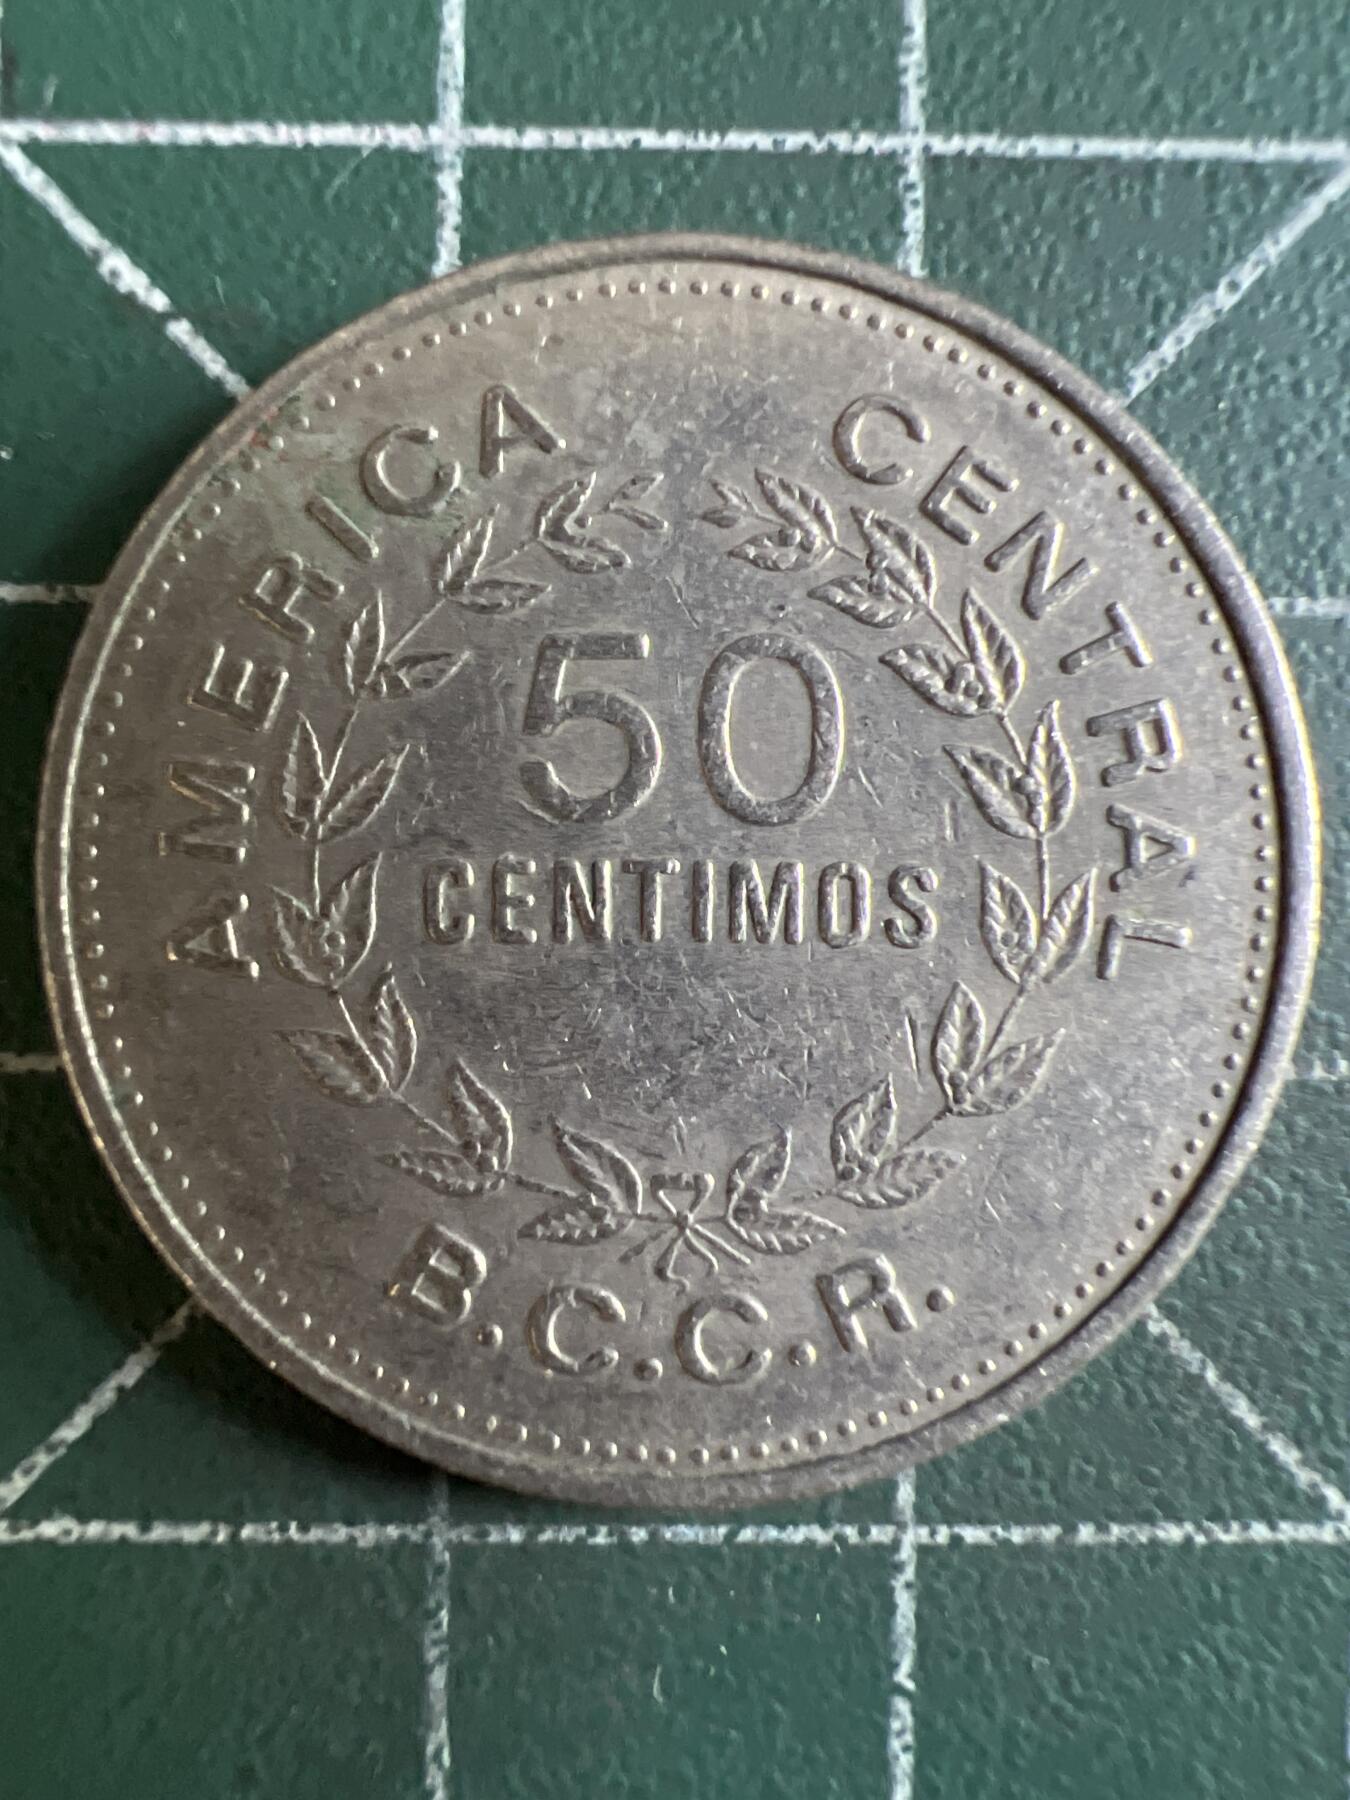 AMERICA CENTRAL
50
CENTIMOS
B.C.C.R.